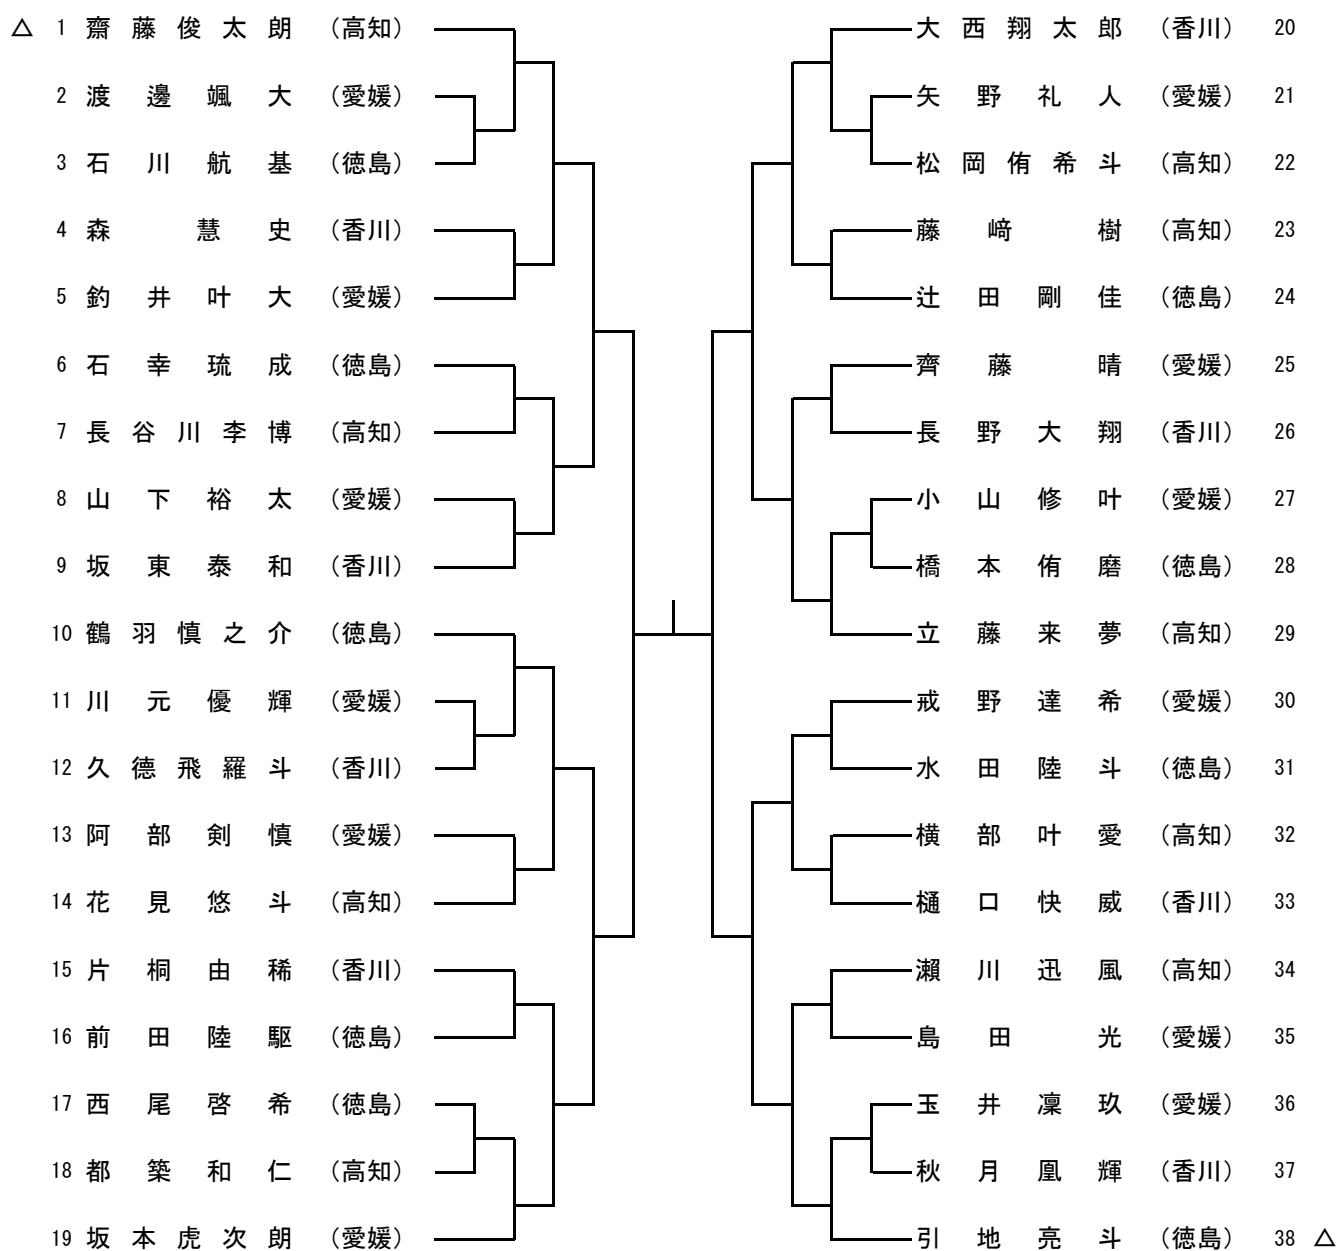 △ 1 齋藤俊太朗 （高知） 大西翔太郎 （香川） 20
2 渡邊颯大 （愛媛） 矢野礼人 （愛媛） 21
3 石川航基 （徳島） 松岡侑希斗 （高知） 22
4 森慧史 （香川） 藤﨑樹 （高知） 23
5 釣井叶大 （愛媛） 辻田剛佳 （徳島） 24
6 石幸琉成 （徳島） 齊藤晴 （愛媛） 25
7 長谷川李博 （高知） 長野大翔 （香川） 26
8 山下裕太 （愛媛） 小山修叶 （愛媛） 27
9 坂東泰和 （香川） 橋本侑磨 （徳島） 28
10 鶴羽慎之介 （徳島） 立藤来夢 （高知） 29
11 川元優輝 （愛媛） 戒野達希 （愛媛） 30
12 久德飛羅斗 （香川） 水田陸斗 （徳島） 31
13 阿部剣慎 （愛媛） 横部叶愛 （高知） 32
14 花見悠斗 （高知） 樋口快威 （香川） 33
15 片桐由稀 （香川） 瀨川迅風 （高知） 34
16 前田陸駆 （徳島） 島田光 （愛媛） 35
17 西尾啓希 （徳島） 玉井凜玖 （愛媛） 36
18 都築和仁 （高知） 秋月凰輝 （香川） 37
19 坂本虎次朗 （愛媛） 引地亮斗 （徳島） 38 △